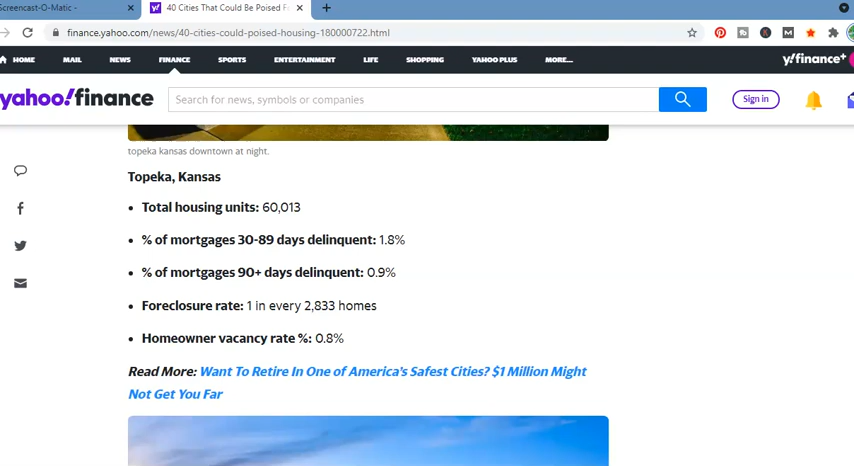 Screencast-O-Matic - ×
40 Cities That Could Be Poised F ×
+
finance.yahoo.com/news/40-cities-could-poised-housing-180000722.html
HOME MAIL NEWS FINANCE SPORTS ENTERTAINMENT LIFE SHOPPING YAHOO PLUS MORE... y!finance+
yahoo!finance
Search for news, symbols or companies
Sign in
topeka kansas downtown at night.
Topeka, Kansas
• Total housing units: 60,013
• % of mortgages 30-89 days delinquent: 1.8%
• % of mortgages 90+ days delinquent: 0.9%
• Foreclosure rate: 1 in every 2,833 homes
• Homeowner vacancy rate %: 0.8%
Read More: Want To Retire In One of America's Safest Cities? $1 Million Might
Not Get You Far